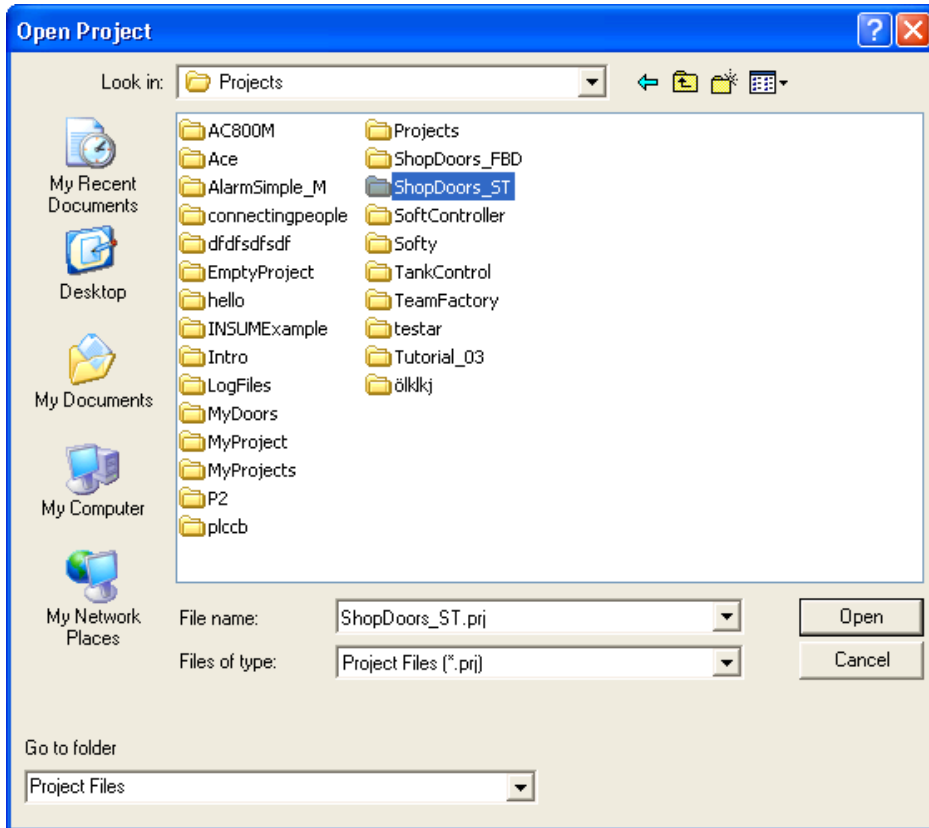 Open Project
Look in: Projects
My Recent
Documents
Desktop
My Documents
My Computer
My Network
Places
AC800M
Ace
AlarmSimple_M
connectingpeople
dfdfsdfsdf
EmptyProject
hello
INSUMExample
Intro
LogFiles
MyDoors
MyProject
MyProjects
P2
plccb
Projects
ShopDoors_FBD
ShopDoors_ST
SoftController
Softy
TankControl
TeamFactory
testar
Tutorial_03
ölklkj
File name: ShopDoors_ST.prj Open
Files of type: Project Files (*.prj) Cancel
Go to folder
Project Files